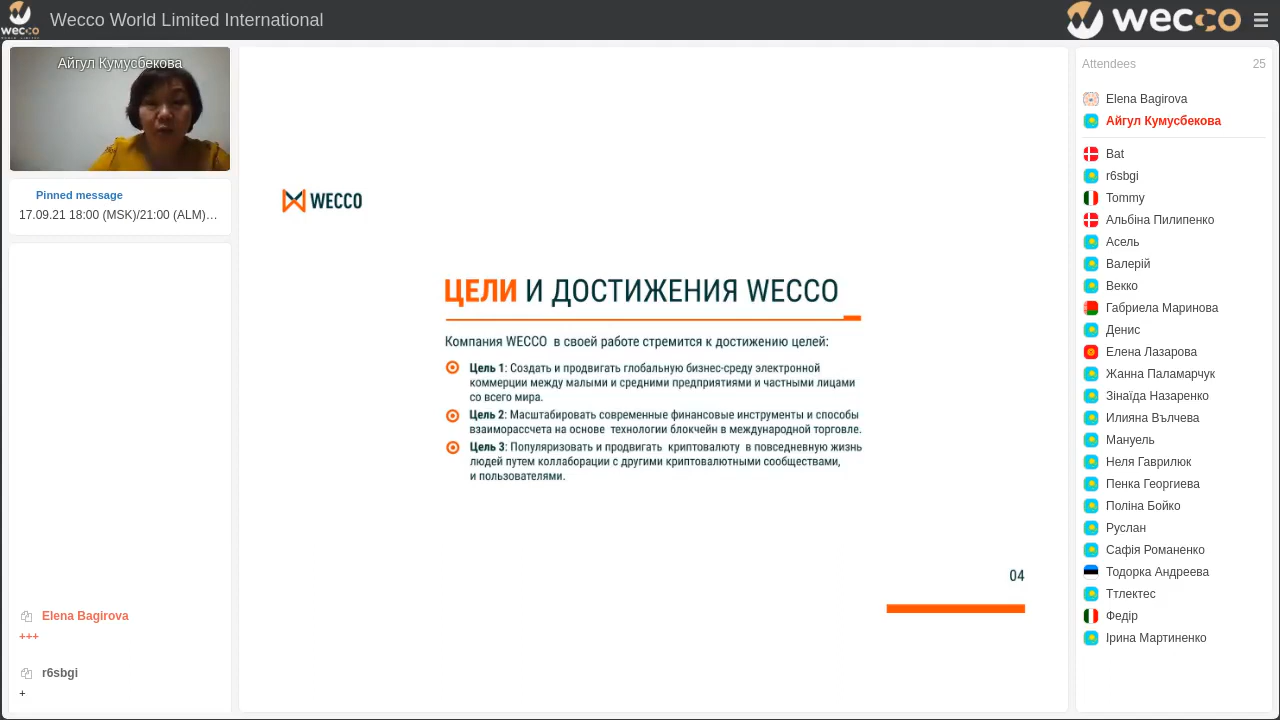 wecco
WORLD LIMITED
Wecco World Limited International
wecco
Айгул Кумусбекова
Pinned message
17.09.21 18:00 (MSK)/21:00 (ALM)…
Elena Bagirova
+++
r6sbgi
+
WECCO
ЦЕЛИ И ДОСТИЖЕНИЯ WECCO
Компания WECCO в своей работе стремится к достижению целей:
Цель 1: Создать и продвигать глобальную бизнес-среду электронной
коммерции между малыми и средними предприятиями и частными лицами
со всего мира.
Цель 2: Масштабировать современные финансовые инструменты и способы
взаиморассчета на основе технологии блокчейн в международной торговле.
Цель 3: Популяризовать и продвигать криптовалюту в повседневную жизнь
людей путем коллаборации с другими криптовалютными сообществами,
и пользователями.
04
Attendees 25
Elena Bagirova
Айгул Кумусбекова
Bat
r6sbgi
Tommy
Альбіна Пилипенко
Асель
Валерій
Векко
Габриела Маринова
Денис
Елена Лазарова
Жанна Паламарчук
Зінаїда Назаренко
Илияна Вълчева
Мануель
Неля Гаврилюк
Пенка Георгиева
Поліна Бойко
Руслан
Сафія Романенко
Тодорка Андреева
Ттлектес
Федір
Ірина Мартиненко